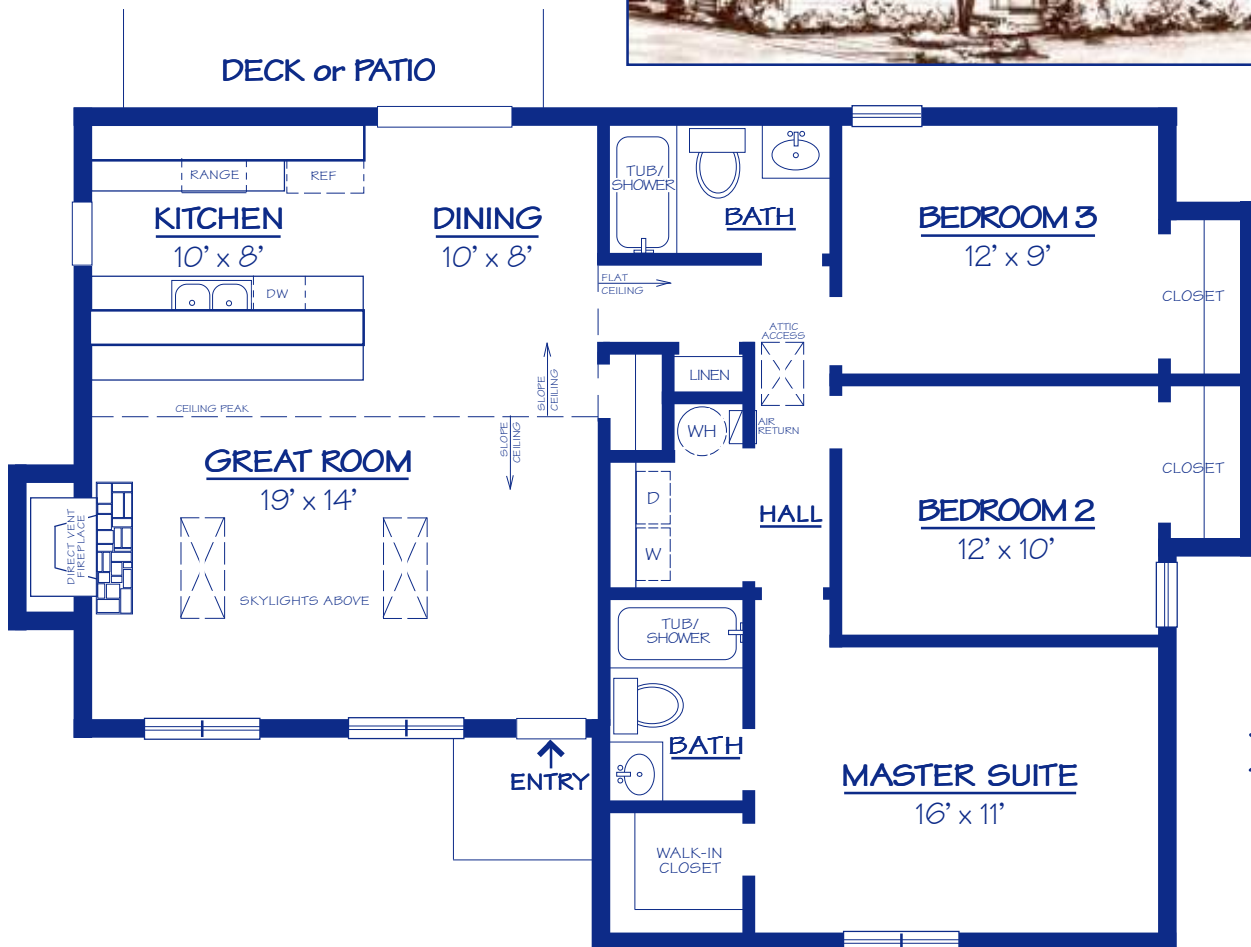 DECK or PATIO
RANGE
REF
KITCHEN
10' x 8'
DINING
10' x 8'
TUB/
SHOWER
BATH
BEDROOM 3
12' x 9'
CLOSET
DW
FLAT
CEILING
ATTIC
ACCESS
LINEN
SLOPE
CEILING
CEILING PEAK
SLOPE
CEILING
WH
AIR
RETURN
GREAT ROOM
19' x 14'
CLOSET
D
W
HALL
BEDROOM 2
12' x 10'
DIRECT VENT
FIREPLACE
SKYLIGHTS ABOVE
TUB/
SHOWER
BATH
ENTRY
MASTER SUITE
16' x 11'
WALK-IN
CLOSET